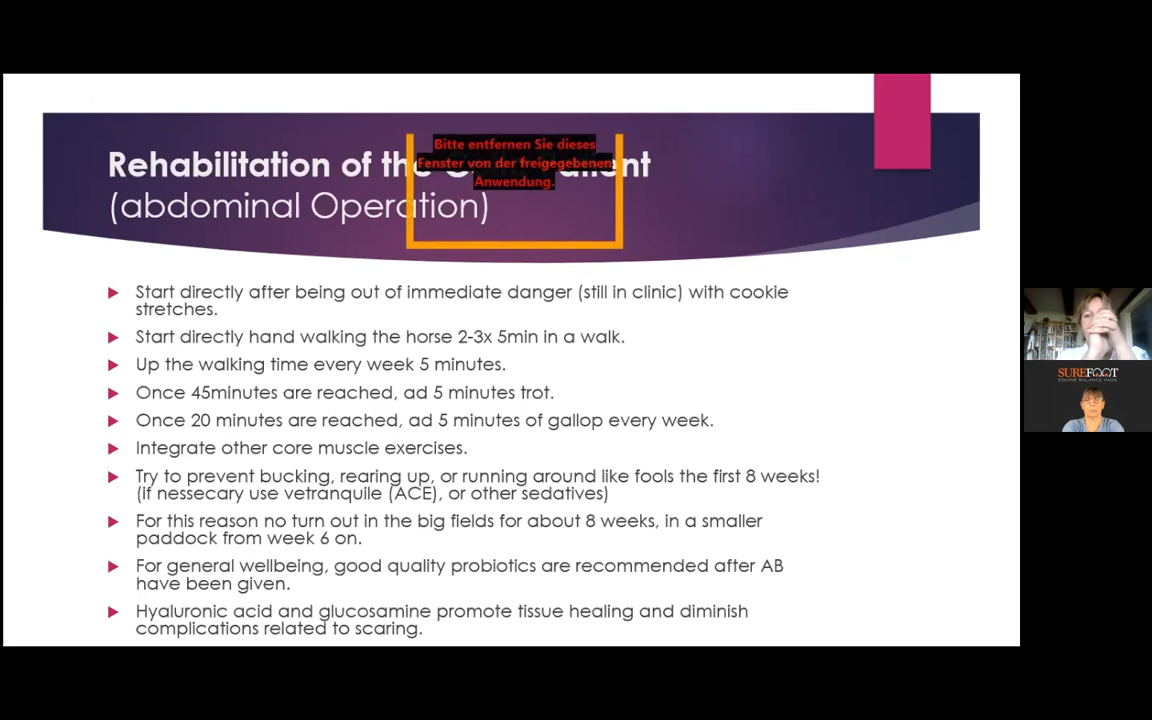 Rehabilitation of the
(abdominal Operation)
Bitte entfernen Sie dieses
Fenster von der freigegebenen
Anwendung.
Start directly after being out of immediate danger (still in clinic) with cookie
stretches.
Start directly hand walking the horse 2-3x 5min in a walk.
Up the walking time every week 5 minutes.
Once 45minutes are reached, ad 5 minutes trot.
Once 20 minutes are reached, ad 5 minutes of gallop every week.
Integrate other core muscle exercises.
Try to prevent bucking, rearing up, or running around like fools the first 8 weeks!
(if nessecary use vetranquile (ACE), or other sedatives)
For this reason no turn out in the big fields for about 8 weeks, in a smaller
paddock from week 6 on.
For general wellbeing, good quality probiotics are recommended after AB
have been given.
Hyaluronic acid and glucosamine promote tissue healing and diminish
complications related to scaring.
SUREFOOT
EQUINE BALANCE PADS